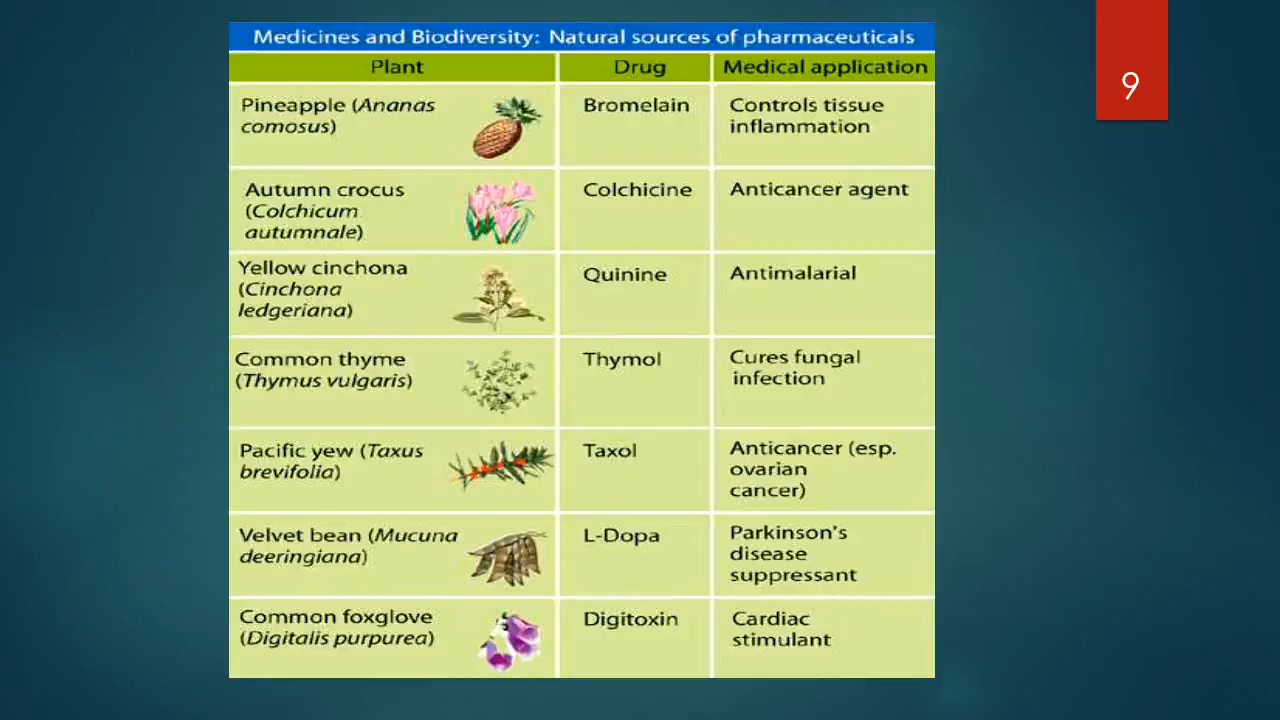 Medicines and Biodiversity: Natural sources of pharmaceuticals
Plant Drug Medical application
Pineapple (Ananas comosus) Bromelain Controls tissue inflammation
Autumn crocus (Colchicum autumnale) Colchicine Anticancer agent
Yellow cinchona (Cinchona ledgeriana) Quinine Antimalarial
Common thyme (Thymus vulgaris) Thymol Cures fungal infection
Pacific yew (Taxus brevifolia) Taxol Anticancer (esp. ovarian cancer)
Velvet bean (Mucuna deeringiana) L-Dopa Parkinson's disease suppressant
Common foxglove (Digitalis purpurea) Digitoxin Cardiac stimulant
9